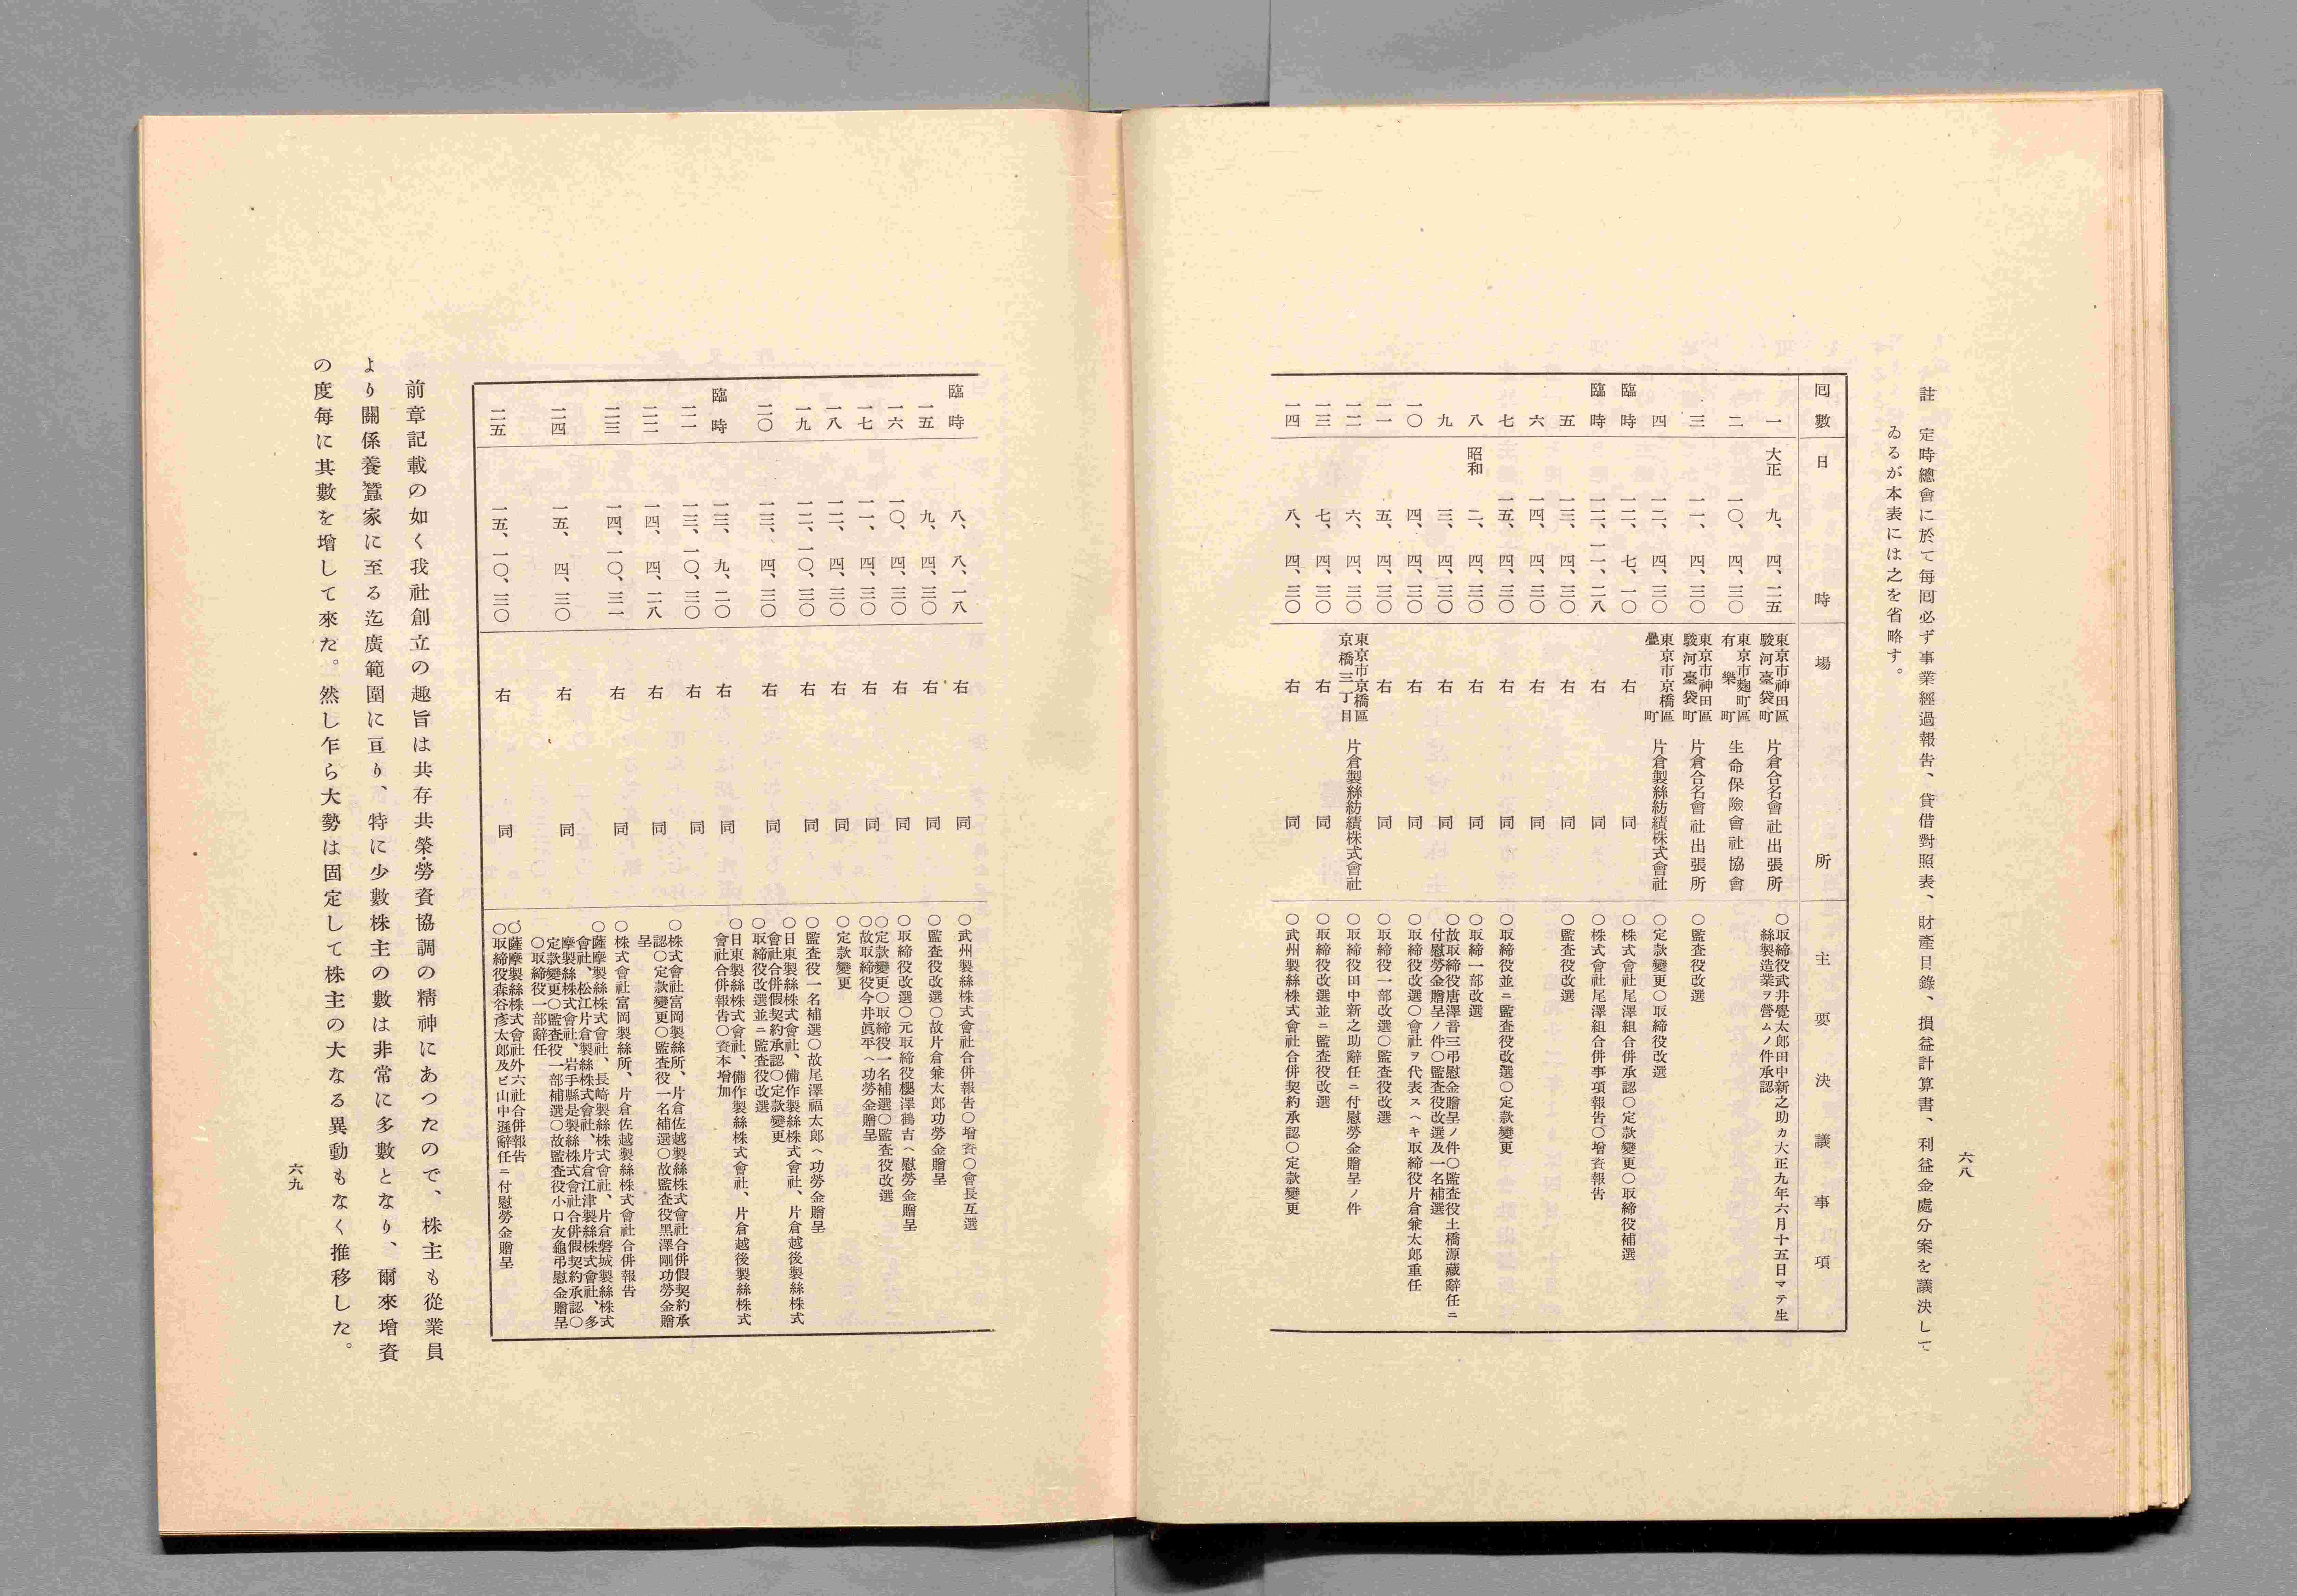 註　定時總會に於て每囘必ず事業經過報告、貸借對照表、財產目錄、損益計算書、利益金處分案を議決して
ゐるが本表には之を省略す。
囘數　日時　場所　主要決議事項
一　大正　九、四、二五　東京市神田區駿河臺袋町　片倉合名會社出張所　○取締役武井覺太郎田中新之助カ大正九年六月十五日マテ生
絲製造業ヲ營ムノ件承認
二　一〇、四、三〇　東京市麴町區有樂町　生命保險會社協會
三　一一、四、三〇　東京市神田區駿河臺袋町　片倉合名會社出張所　○監査役改選
四　一二、四、三〇　東京市京橋區疊町　片倉製絲紡績株式會社　○定款變更○取締役改選
臨時　一二、七、一〇　右　同　○株式會社尾澤組合併承認○定款變更○取締役補選
臨時　一二、一一、二八　右　同　○株式會社尾澤組合併事項報告○增資報告
五　一三、四、三〇　右　同　○監査役改選
六　一四、四、三〇　右　同
七　一五、四、三〇　右　同　○取締役並ニ監査役改選○定款變更
八　昭和　二、四、三〇　右　同　○取締一部改選
九　三、四、三〇　右　同　○故取締役唐澤音三弔慰金贈呈ノ件○監査役土橋源藏辭任ニ
付慰勞金贈呈ノ件○監査役改選及一名補選
一〇　四、四、三〇　右　同　○取締役改選○會社ヲ代表スヘキ取締役片倉兼太郎重任
一一　五、四、三〇　右　同　○取締役一部改選○監査役改選
一二　六、四、三〇　東京市京橋區京橋三丁目　片倉製絲紡績株式會社　○取締役田中新之助辭任ニ付慰勞金贈呈ノ件
一三　七、四、三〇　右　同　○取締役改選並ニ監査役改選
一四　八、四、三〇　右　同　○武州製絲株式會社合併契約承認○定款變更
六八
臨時　八、八、一八　右　同　○武州製絲株式會社合併報告○增資○會長互選
一五　九、四、三〇　右　同　○監査役改選○故片倉兼太郎功勞金贈呈
一六　一〇、四、三〇　右　同　○取締役改選○元取締役櫻澤鶴吉へ慰勞金贈呈
一七　一一、四、三〇　右　同　○定款變更○取締役一名補選○監査役改選
○故取締役今井眞平へ功勞金贈呈
一八　一二、四、三〇　右　同　○定款變更
一九　一二、一〇、三〇　右　同　○監査役一名補選○故尾澤福太郎へ功勞金贈呈
二〇　一三、四、三〇　右　同　○日東製絲株式會社、備作製絲株式會社、片倉越後製絲株式
會社合併假契約承認○定款變更
○取締役改選並ニ監査役改選
臨時　一三、九、二〇　右　同　○日東製絲株式會社、備作製絲株式會社、片倉越後製絲株式
會社合併報告○資本增加
二一　一三、一〇、三〇　右　同
二二　一四、四、二八　右　同　○株式會社富岡製絲所、片倉佐越製絲株式會社合併假契約承
認○定款變更○監査役一名補選○故監査役黑澤剛功勞金贈
呈
二三　一四、一〇、三一　右　同　○株式會社富岡製絲所、片倉佐越製絲株式會社合併報告
二四　一五、四、三〇　右　同　○薩摩製絲株式會社、長崎製絲株式會社、片倉磐城製絲株式
會社、松江片倉製絲株式會社、片倉江津製絲株式會社、多
摩製絲株式會社、岩手縣是製絲株式會社合併假契約承認○
定款變更○監査役一部補選○故監査役小口友龜弔慰金贈呈
○取締役一部辭任
二五　一五、一〇、三〇　右　同　○薩摩製絲株式會社外六社合併報告
○取締役森谷彥太郎及ビ山中遜辭任ニ付慰勞金贈呈
前章記載の如く我社創立の趣旨は共存共榮・勞資協調の精神にあつたので、株主も從業員
より關係養蠶家に至る迄廣範圍に亘り、特に少數株主の數は非常に多數となり、爾來增資
の度每に其數を增して來た。然し乍ら大勢は固定して株主の大なる異動もなく推移した。
六九